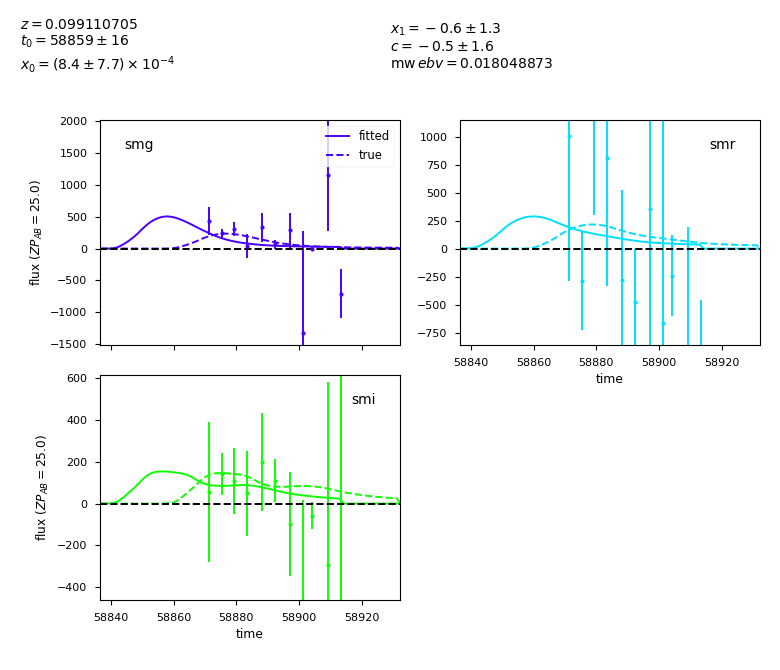 z = 0.099110705
t₀ = 58859 ± 16
x₀ = (8.4 ± 7.7) × 10⁻⁴
x₁ = −0.6 ± 1.3
c = −0.5 ± 1.6
mw ebv = 0.018048873
smg
fitted
true
2000
1500
1000
500
0
−500
−1000
−1500
flux (ZP_AB = 25.0)
smr
1000
750
500
250
0
−250
−500
−750
58840 58860 58880 58900 58920
time
smi
600
400
200
0
−200
−400
flux (ZP_AB = 25.0)
58840 58860 58880 58900 58920
time